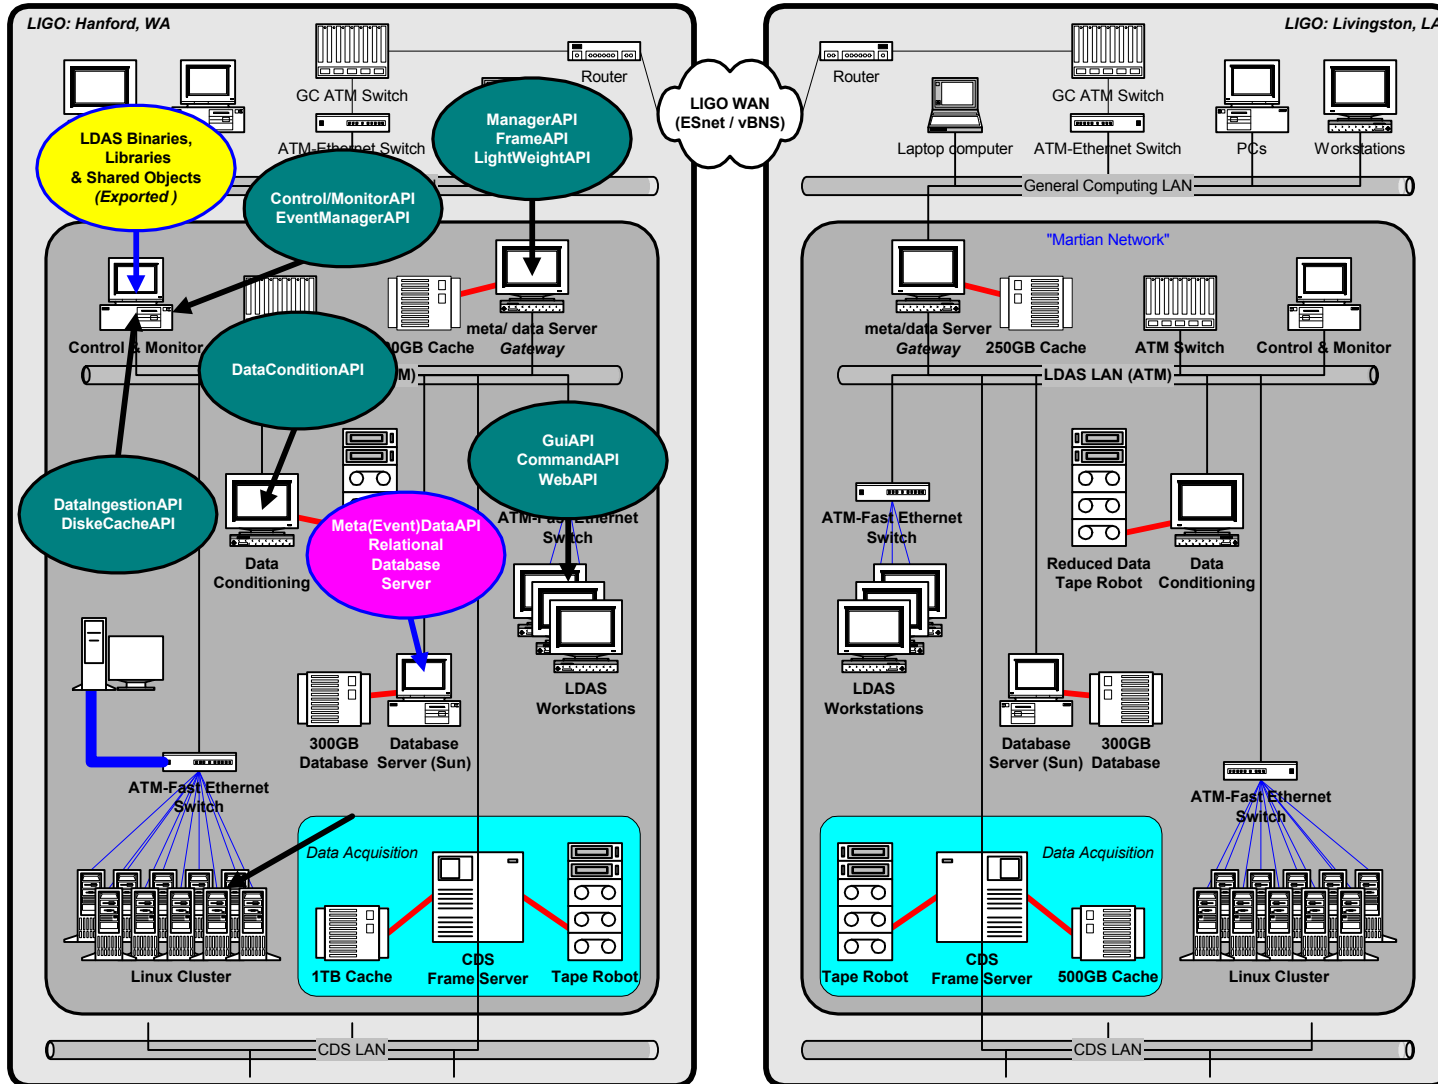 LIGO: Hanford, WA
GC ATM Switch
Router
ATM-Ethernet Switch
LDAS Binaries,
Libraries
& Shared Objects
(Exported )
Control/MonitorAPI
EventManagerAPI
ManagerAPI
FrameAPI
LightWeightAPI
Control & Monitor
0GB Cache
meta/ data Server
Gateway
DataConditionAPI
M)
DataIngestionAPI
DiskeCacheAPI
Data
Conditioning
Meta(Event)DataAPI
Relational
Database
Server
GuiAPI
CommandAPI
WebAPI
ATM-Fast Ethernet
Switch
LDAS
Workstations
300GB
Database
Database
Server (Sun)
ATM-Fast Ethernet
Switch
Linux Cluster
Data Acquisition
1TB Cache
CDS
Frame Server
Tape Robot
CDS LAN
LIGO WAN
(ESnet / vBNS)
LIGO: Livingston, LA
Router
GC ATM Switch
Laptop computer
ATM-Ethernet Switch
PCs
Workstations
General Computing LAN
"Martian Network"
meta/data Server
Gateway
250GB Cache
ATM Switch
Control & Monitor
LDAS LAN (ATM)
ATM-Fast Ethernet
Switch
Reduced Data
Tape Robot
Data
Conditioning
LDAS
Workstations
Database
Server (Sun)
300GB
Database
ATM-Fast Ethernet
Switch
Data Acquisition
Tape Robot
CDS
Frame Server
500GB Cache
Linux Cluster
CDS LAN